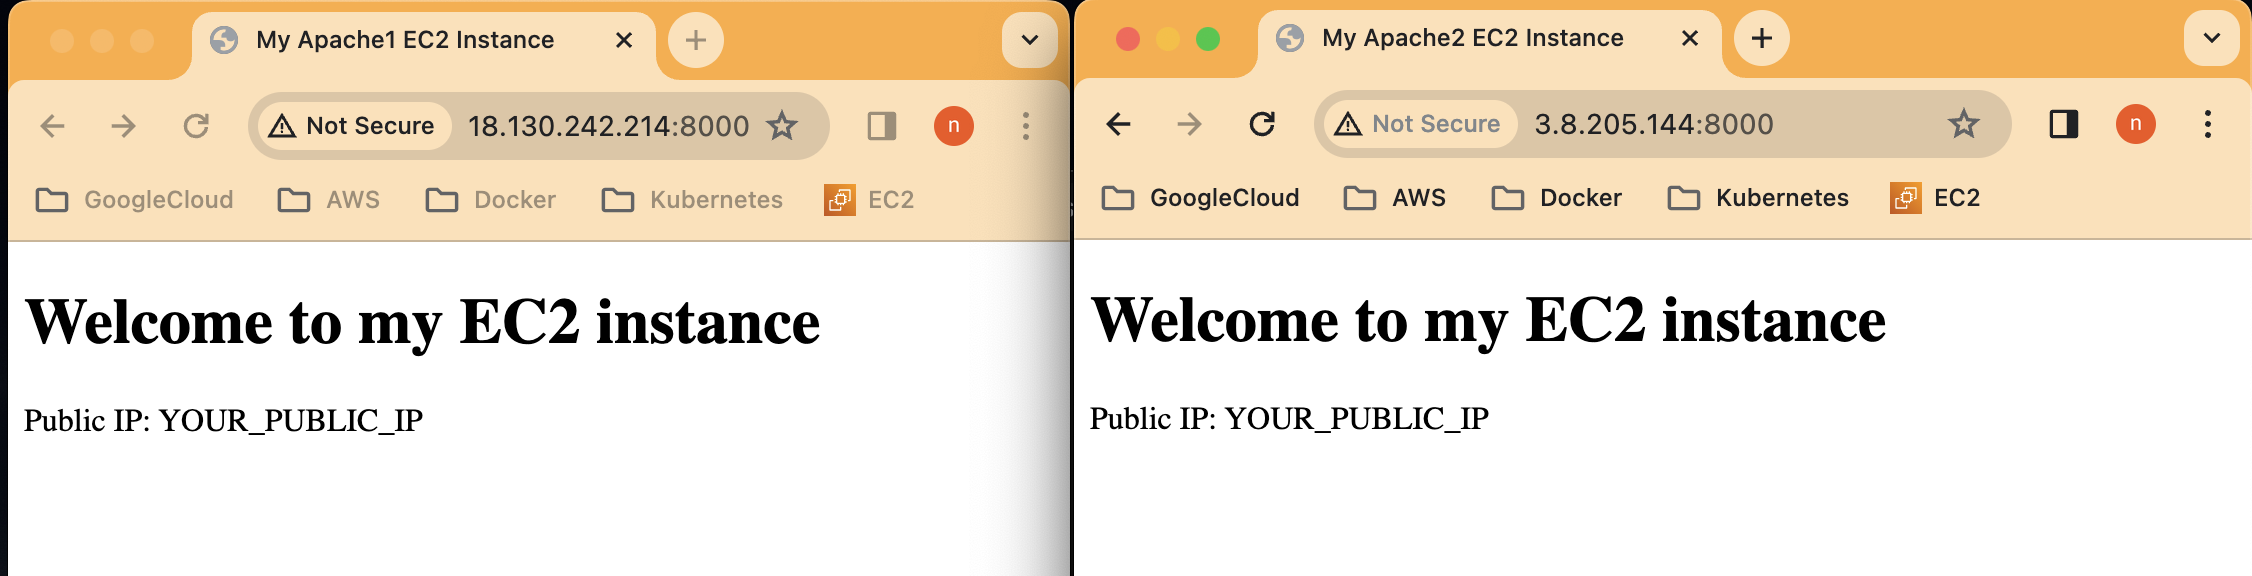 My Apache1 EC2 Instance
Not Secure 18.130.242.214:8000
n
GoogleCloud AWS Docker Kubernetes EC2
Welcome to my EC2 instance
Public IP: YOUR_PUBLIC_IP
My Apache2 EC2 Instance
Not Secure 3.8.205.144:8000
n
GoogleCloud AWS Docker Kubernetes EC2
Welcome to my EC2 instance
Public IP: YOUR_PUBLIC_IP